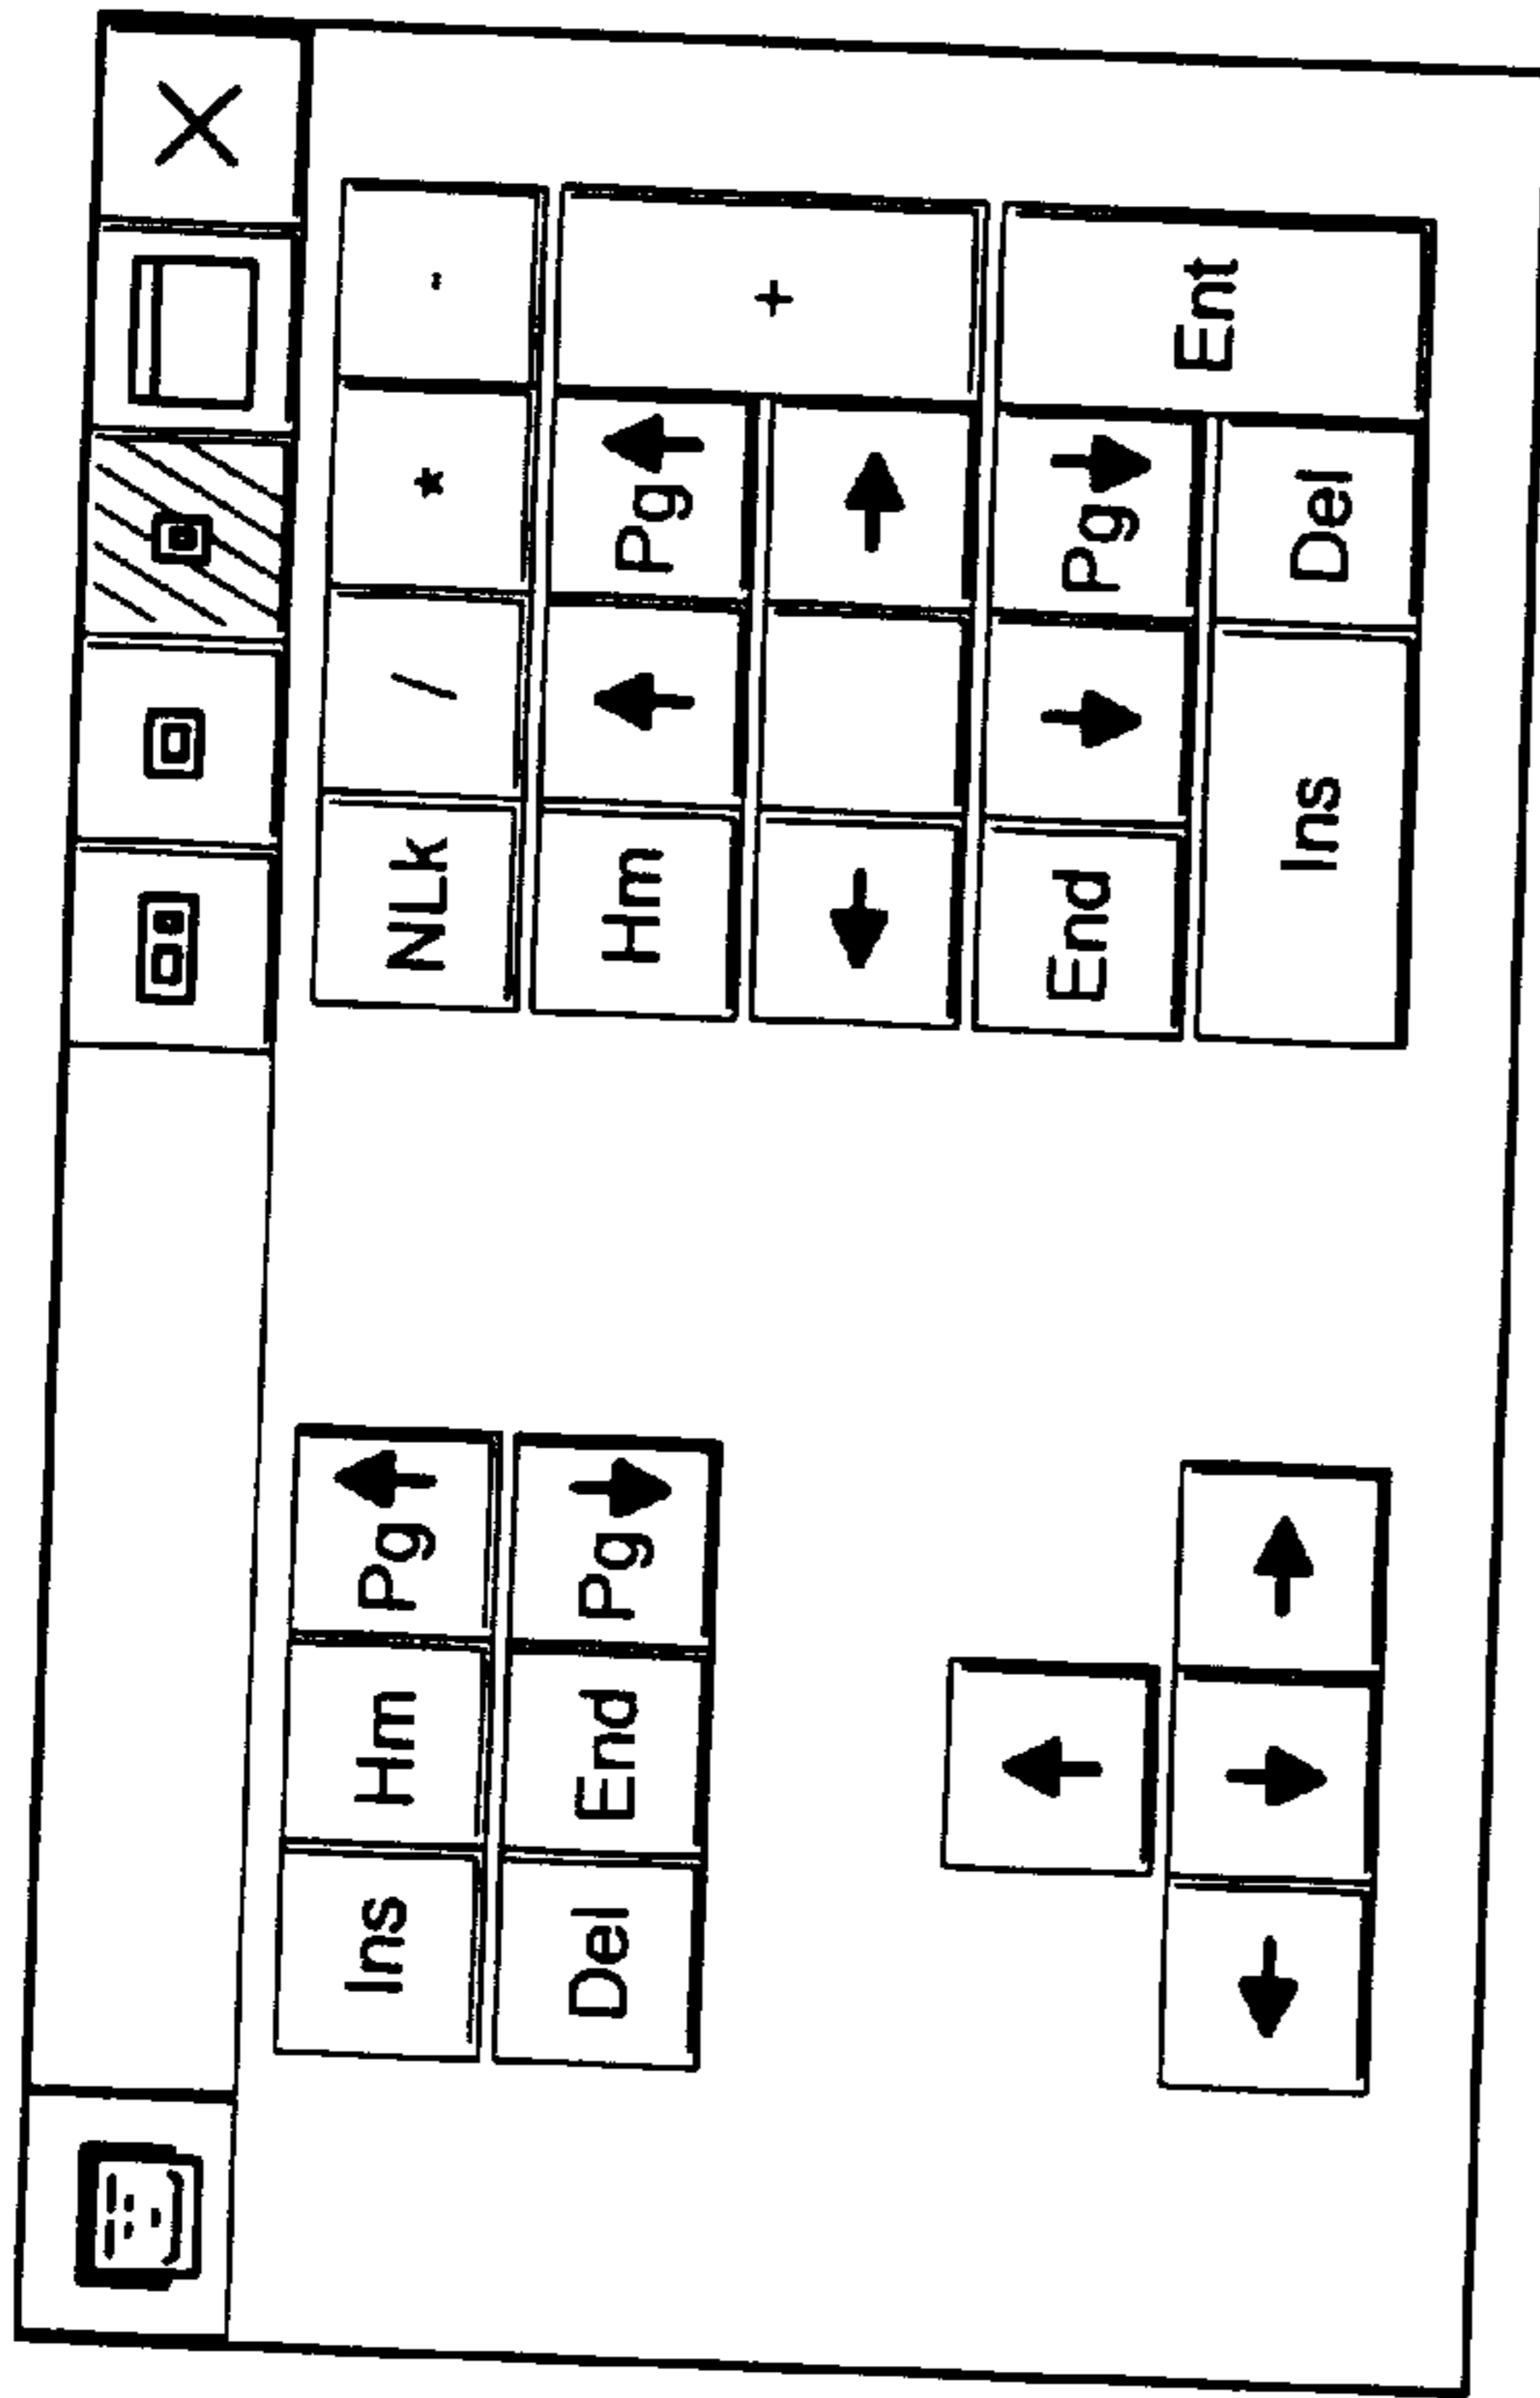 Ins Hm Pg↑
Del End Pg↓
↑
← ↓ →
NLk / * -
Hm ↑ Pg↑ +
← →
End ↓ Pg↓ Ent
Ins Del